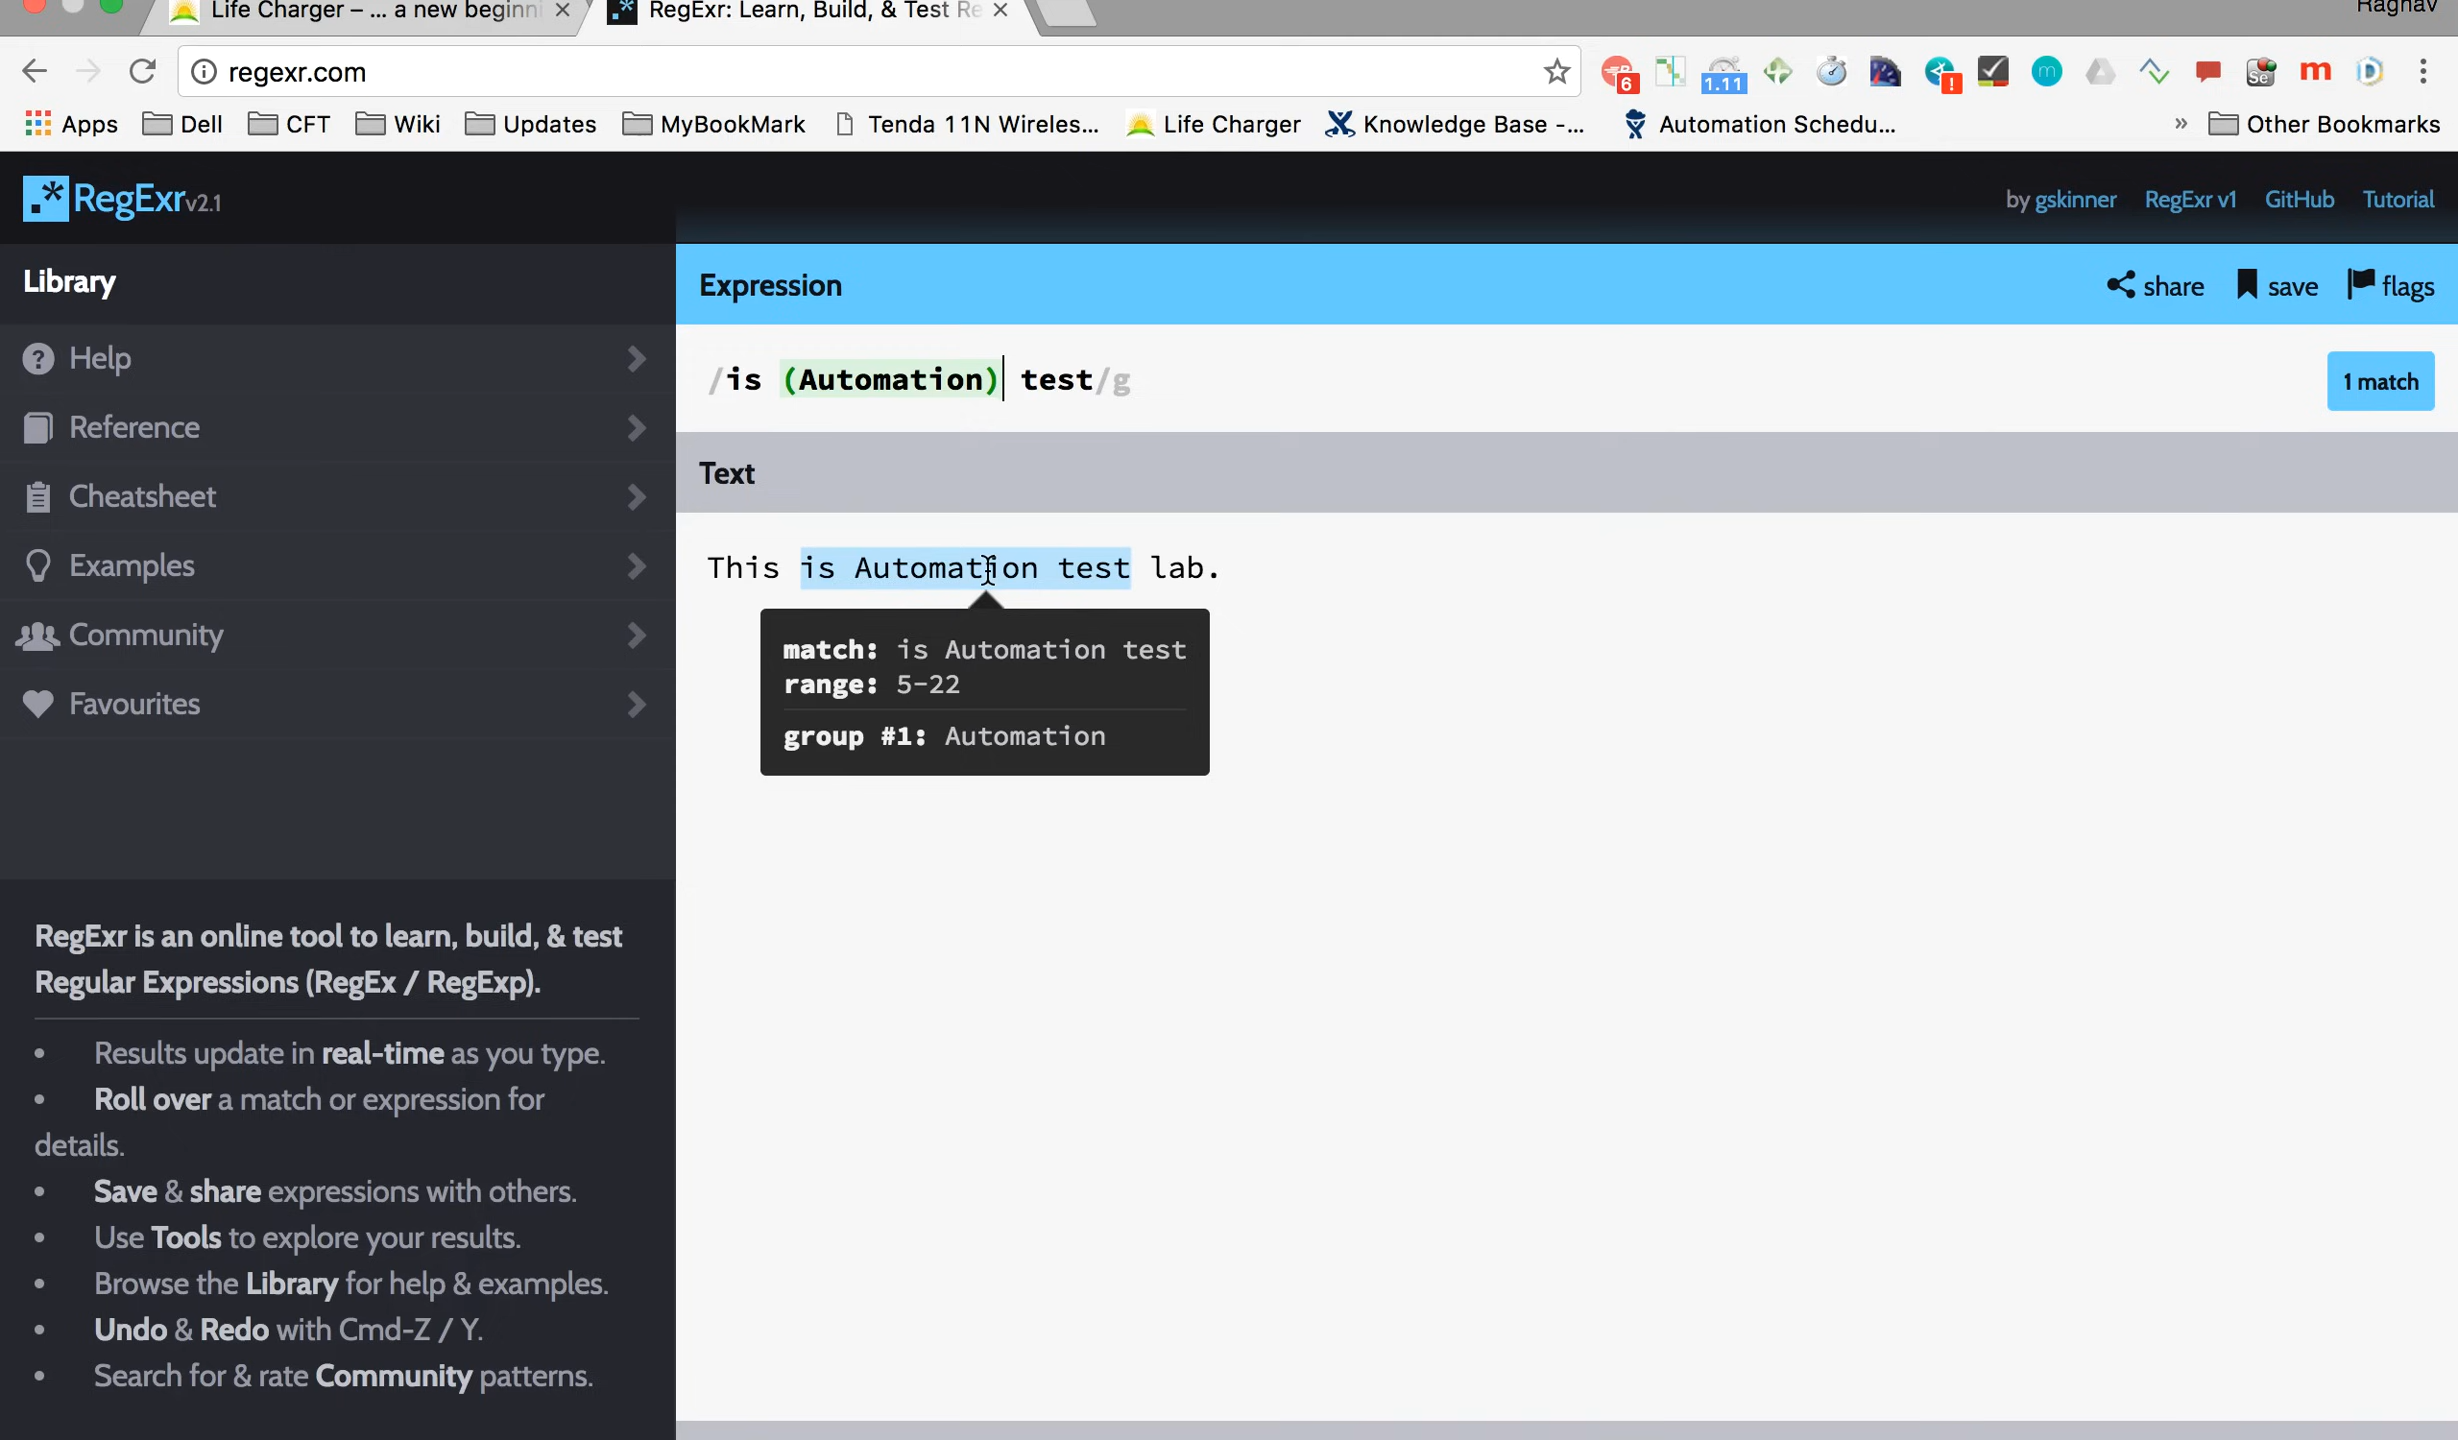 Life Charger – ... a new beginni
RegExr: Learn, Build, & Test Re
Raghav
regexr.com
6
1.11
!
m
Se
m
D
Apps
Dell
CFT
Wiki
Updates
MyBookMark
Tenda 11N Wireles...
Life Charger
Knowledge Base -...
Automation Schedu...
»
Other Bookmarks
.* RegExr v2.1
by gskinner
RegExr v1
GitHub
Tutorial
Library
Help
Reference
Cheatsheet
Examples
Community
Favourites
Expression
share
save
flags
/is (Automation) test/g
1 match
Text
This is Automation test lab.
match: is Automation test
range: 5-22
group #1: Automation
RegExr is an online tool to learn, build, & test
Regular Expressions (RegEx / RegExp).
• Results update in real-time as you type.
• Roll over a match or expression for
details.
• Save & share expressions with others.
• Use Tools to explore your results.
• Browse the Library for help & examples.
• Undo & Redo with Cmd-Z / Y.
• Search for & rate Community patterns.